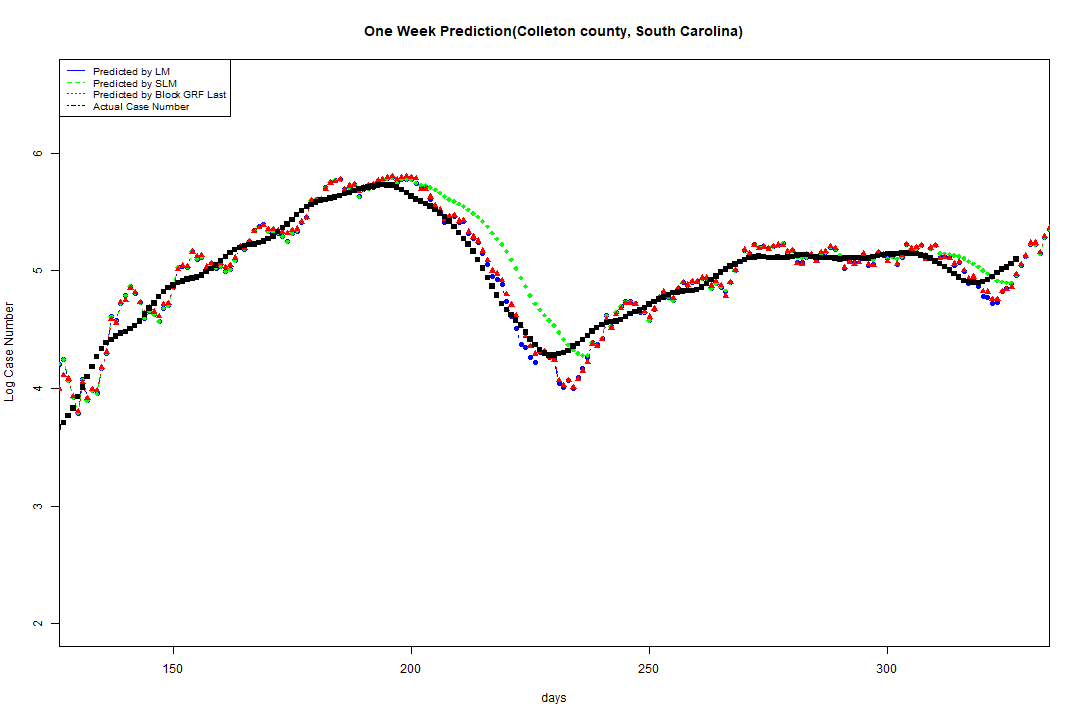 One Week Prediction(Colleton county, South Carolina)
Predicted by LM
Predicted by SLM
Predicted by Block GRF Last
Actual Case Number
6
5
4
3
2
Log Case Number
150 200 250 300
days